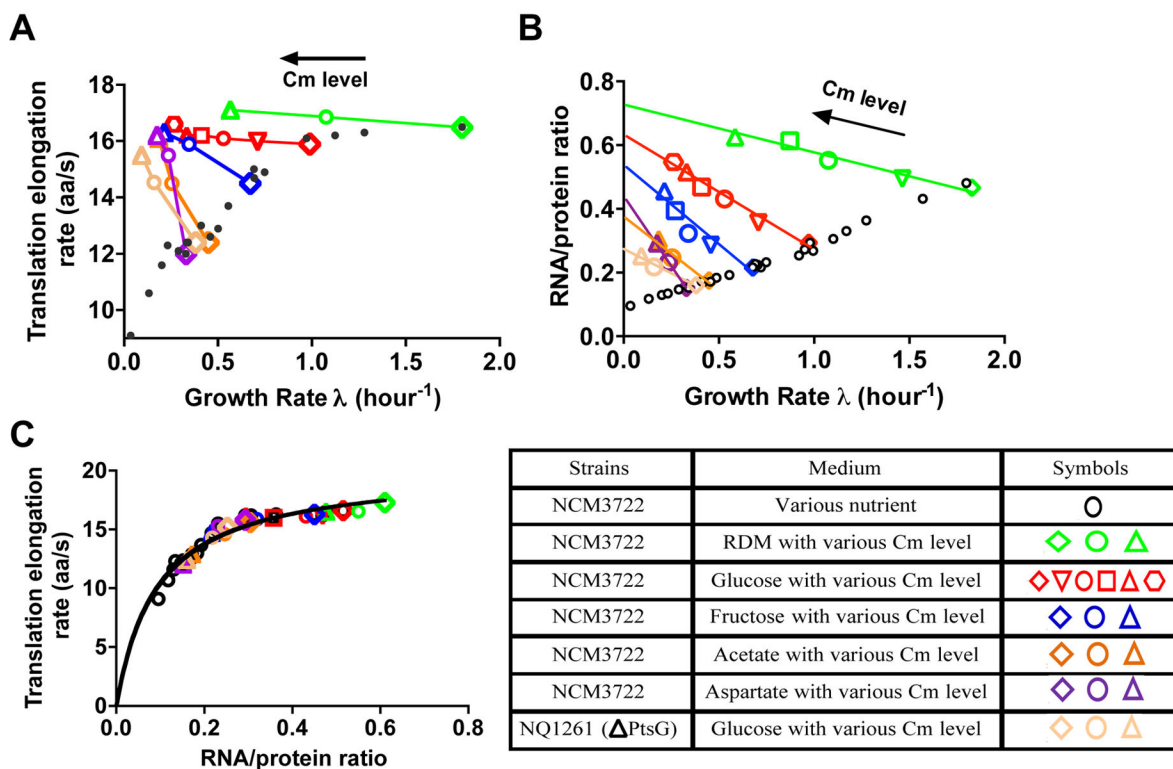 A
Cm level
Translation elongation
rate (aa/s)
18
16
14
12
10
0.0
0.5
1.0
1.5
2.0
Growth Rate λ (hour⁻¹)
B
Cm level
RNA/protein ratio
0.8
0.6
0.4
0.2
0.0
0.0
0.5
1.0
1.5
2.0
Growth Rate λ (hour⁻¹)
C
Translation elongation
rate (aa/s)
20
15
10
5
0
0.0
0.2
0.4
0.6
0.8
RNA/protein ratio
Strains Medium Symbols
NCM3722 Various nutrient
NCM3722 RDM with various Cm level
NCM3722 Glucose with various Cm level
NCM3722 Fructose with various Cm level
NCM3722 Acetate with various Cm level
NCM3722 Aspartate with various Cm level
NQ1261 (ΔPtsG) Glucose with various Cm level